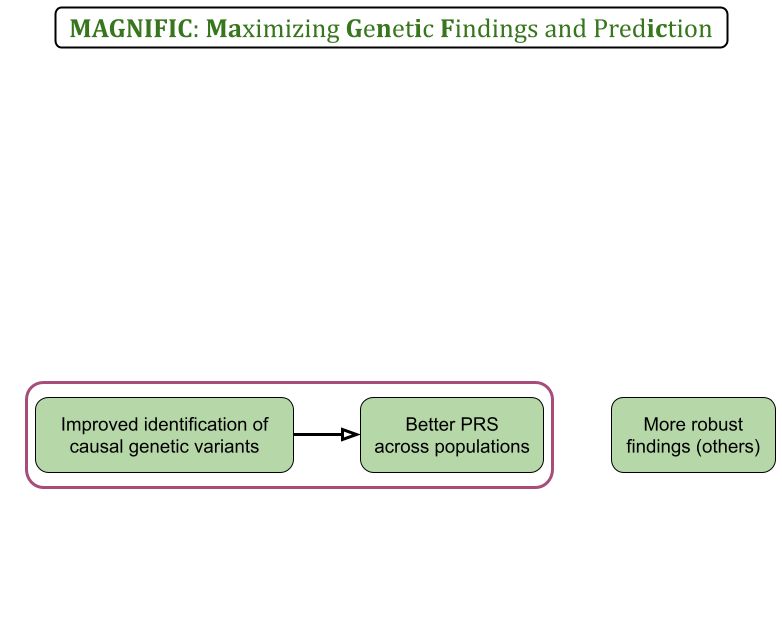 MAGNIFIC: Maximizing Genetic Findings and Prediction
Improved identification of
causal genetic variants
Better PRS
across populations
More robust
findings (others)